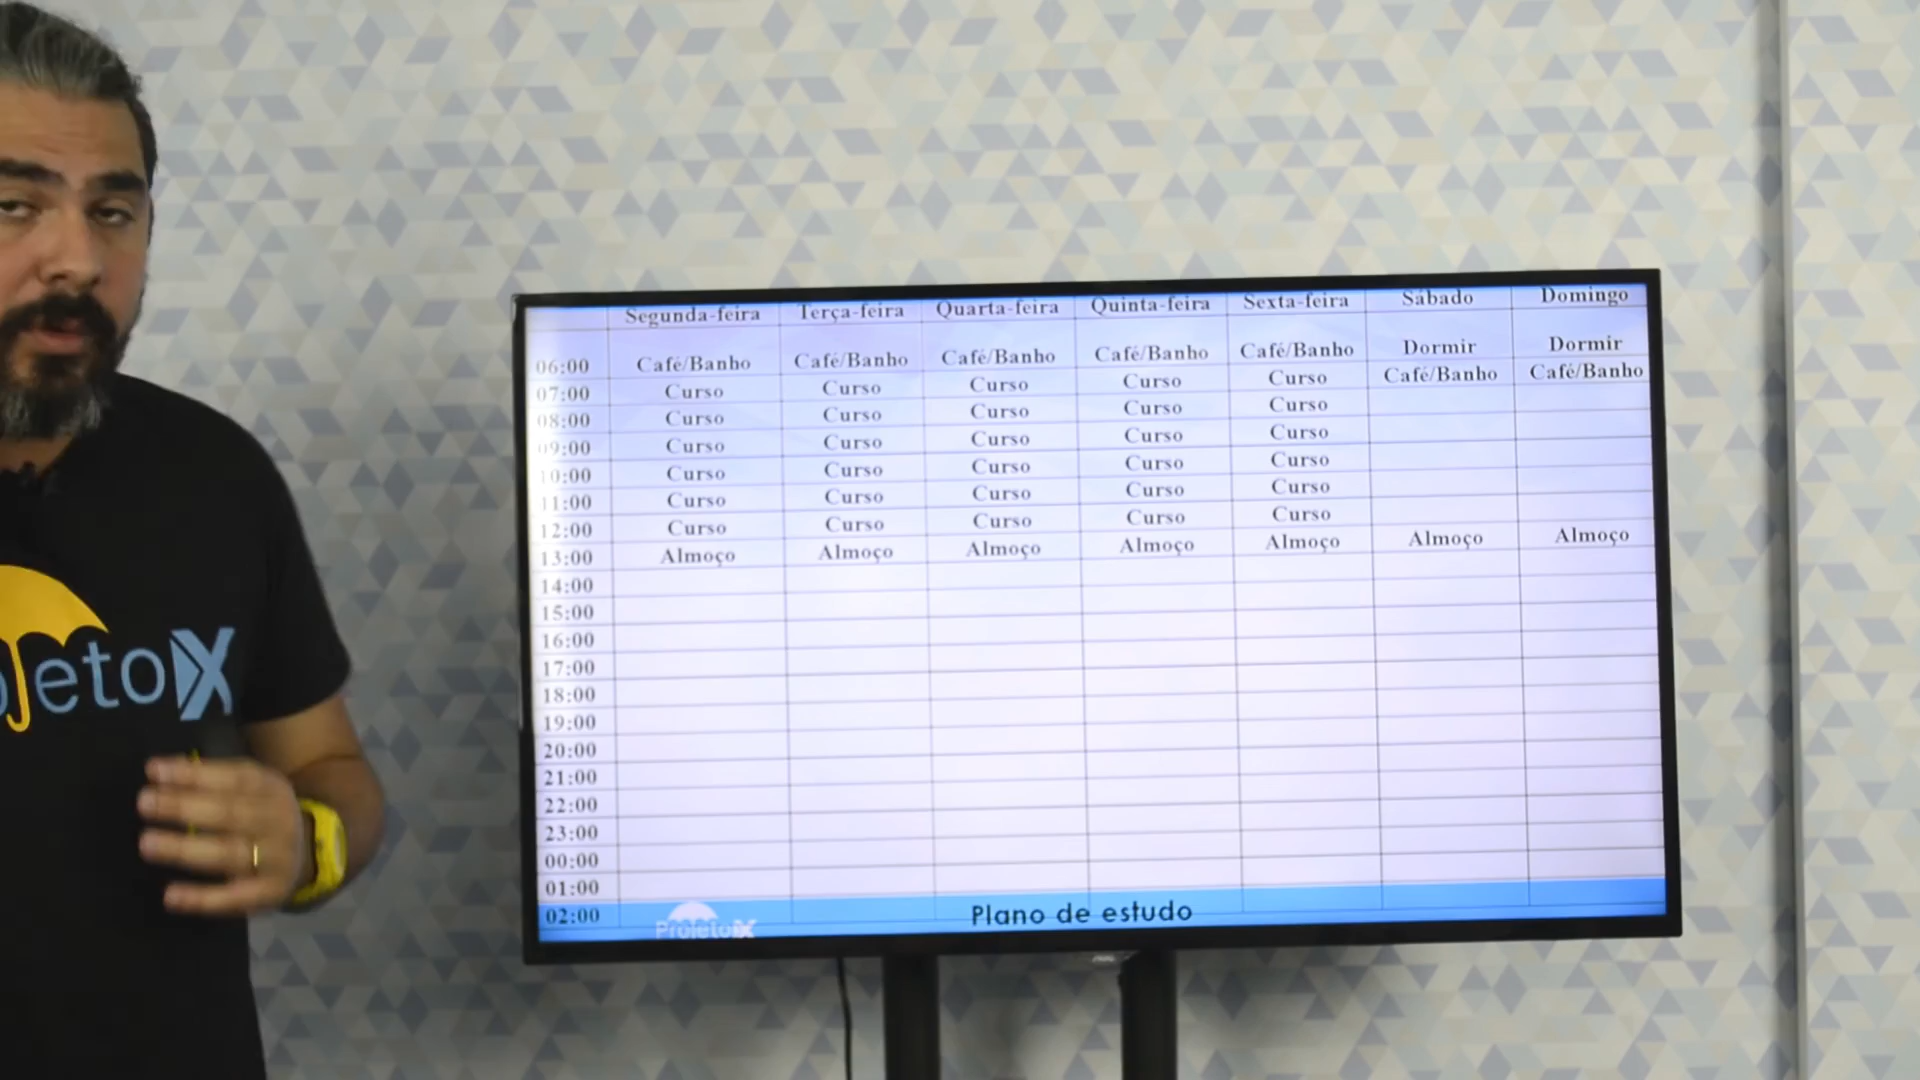 Segunda-feira Terça-feira Quarta-feira Quinta-feira Sexta-feira Sábado Domingo
06:00 Café/Banho Café/Banho Café/Banho Café/Banho Café/Banho Dormir Dormir
07:00 Curso Curso Curso Curso Curso Café/Banho Café/Banho
08:00 Curso Curso Curso Curso Curso
09:00 Curso Curso Curso Curso Curso
10:00 Curso Curso Curso Curso Curso
11:00 Curso Curso Curso Curso Curso
12:00 Curso Curso Curso Curso Curso
13:00 Almoço Almoço Almoço Almoço Almoço Almoço Almoço
14:00
15:00
16:00
17:00
18:00
19:00
20:00
21:00
22:00
23:00
00:00
01:00
02:00 ProjetoX Plano de estudo
ojetoX